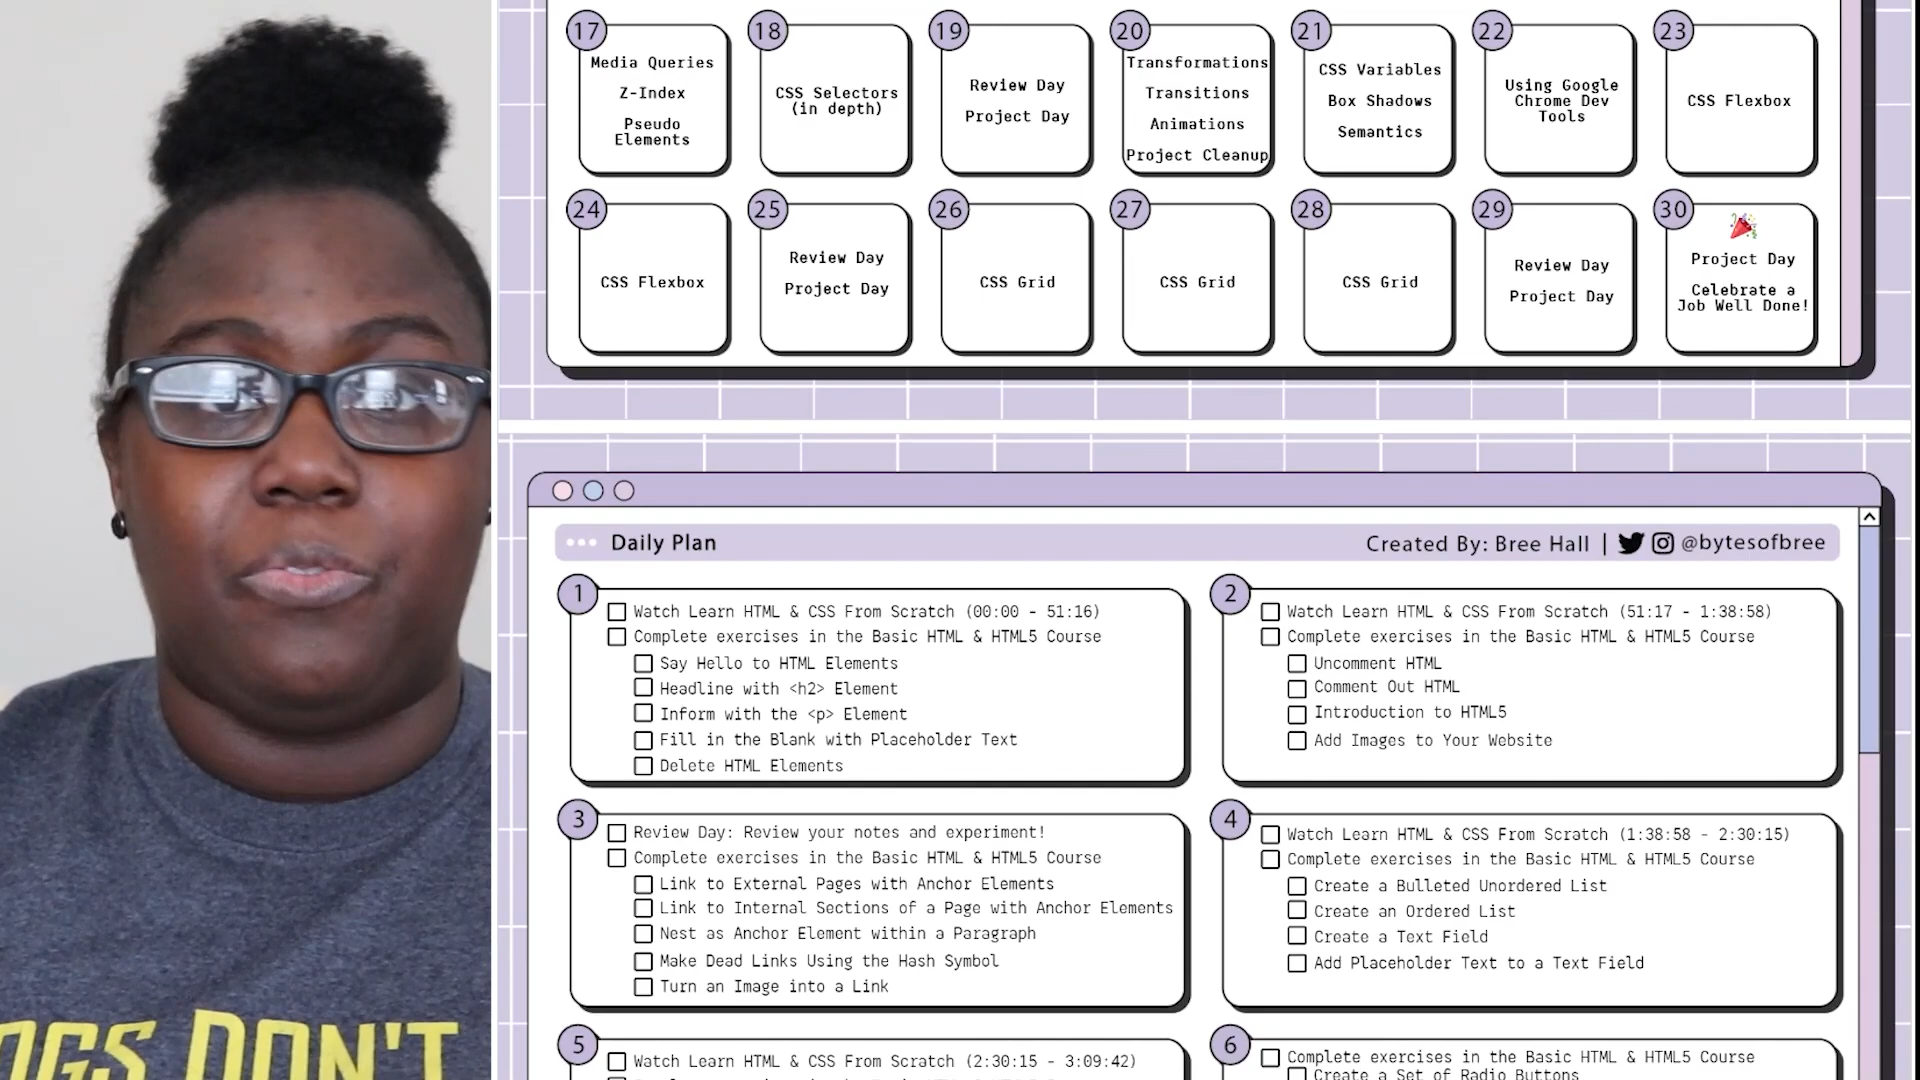 17
Media Queries
Z-Index
Pseudo
Elements
18
CSS Selectors
(in depth)
19
Review Day
Project Day
20
Transformations
Transitions
Animations
Project Cleanup
21
CSS Variables
Box Shadows
Semantics
22
Using Google
Chrome Dev
Tools
23
CSS Flexbox
24
CSS Flexbox
25
Review Day
Project Day
26
CSS Grid
27
CSS Grid
28
CSS Grid
29
Review Day
Project Day
30
Project Day
Celebrate a
Job Well Done!
Daily Plan
Created By: Bree Hall | @bytesofbree
1
Watch Learn HTML & CSS From Scratch (00:00 - 51:16)
Complete exercises in the Basic HTML & HTML5 Course
Say Hello to HTML Elements
Headline with <h2> Element
Inform with the <p> Element
Fill in the Blank with Placeholder Text
Delete HTML Elements
2
Watch Learn HTML & CSS From Scratch (51:17 - 1:38:58)
Complete exercises in the Basic HTML & HTML5 Course
Uncomment HTML
Comment Out HTML
Introduction to HTML5
Add Images to Your Website
3
Review Day: Review your notes and experiment!
Complete exercises in the Basic HTML & HTML5 Course
Link to External Pages with Anchor Elements
Link to Internal Sections of a Page with Anchor Elements
Nest as Anchor Element within a Paragraph
Make Dead Links Using the Hash Symbol
Turn an Image into a Link
4
Watch Learn HTML & CSS From Scratch (1:38:58 - 2:30:15)
Complete exercises in the Basic HTML & HTML5 Course
Create a Bulleted Unordered List
Create an Ordered List
Create a Text Field
Add Placeholder Text to a Text Field
5
Watch Learn HTML & CSS From Scratch (2:30:15 - 3:09:42)
6
Complete exercises in the Basic HTML & HTML5 Course
Create a Set of Radio Buttons
OGS DON'T